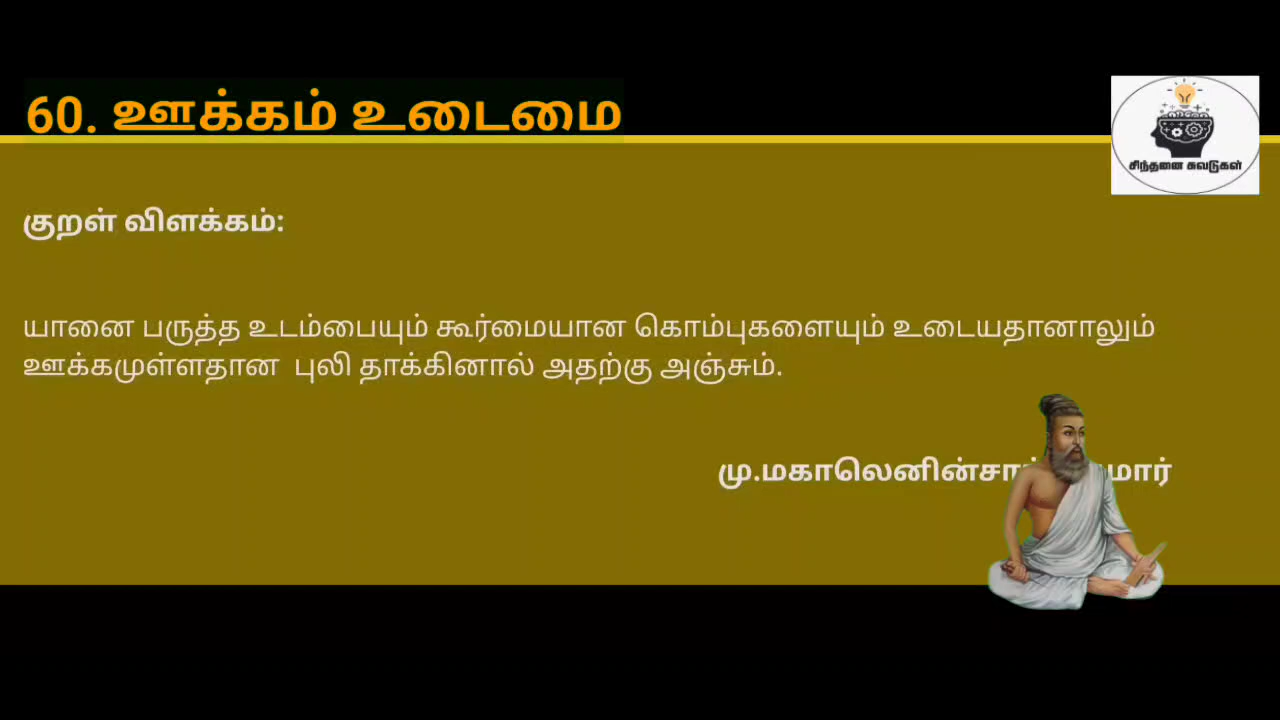 60. ஊக்கம் உடைமை
சிந்தனை சுவடுகள்
குறள் விளக்கம்:
யானை பருத்த உடம்பையும் கூர்மையான கொம்புகளையும் உடையதானாலும்
ஊக்கமுள்ளதான புலி தாக்கினால் அதற்கு அஞ்சும்.